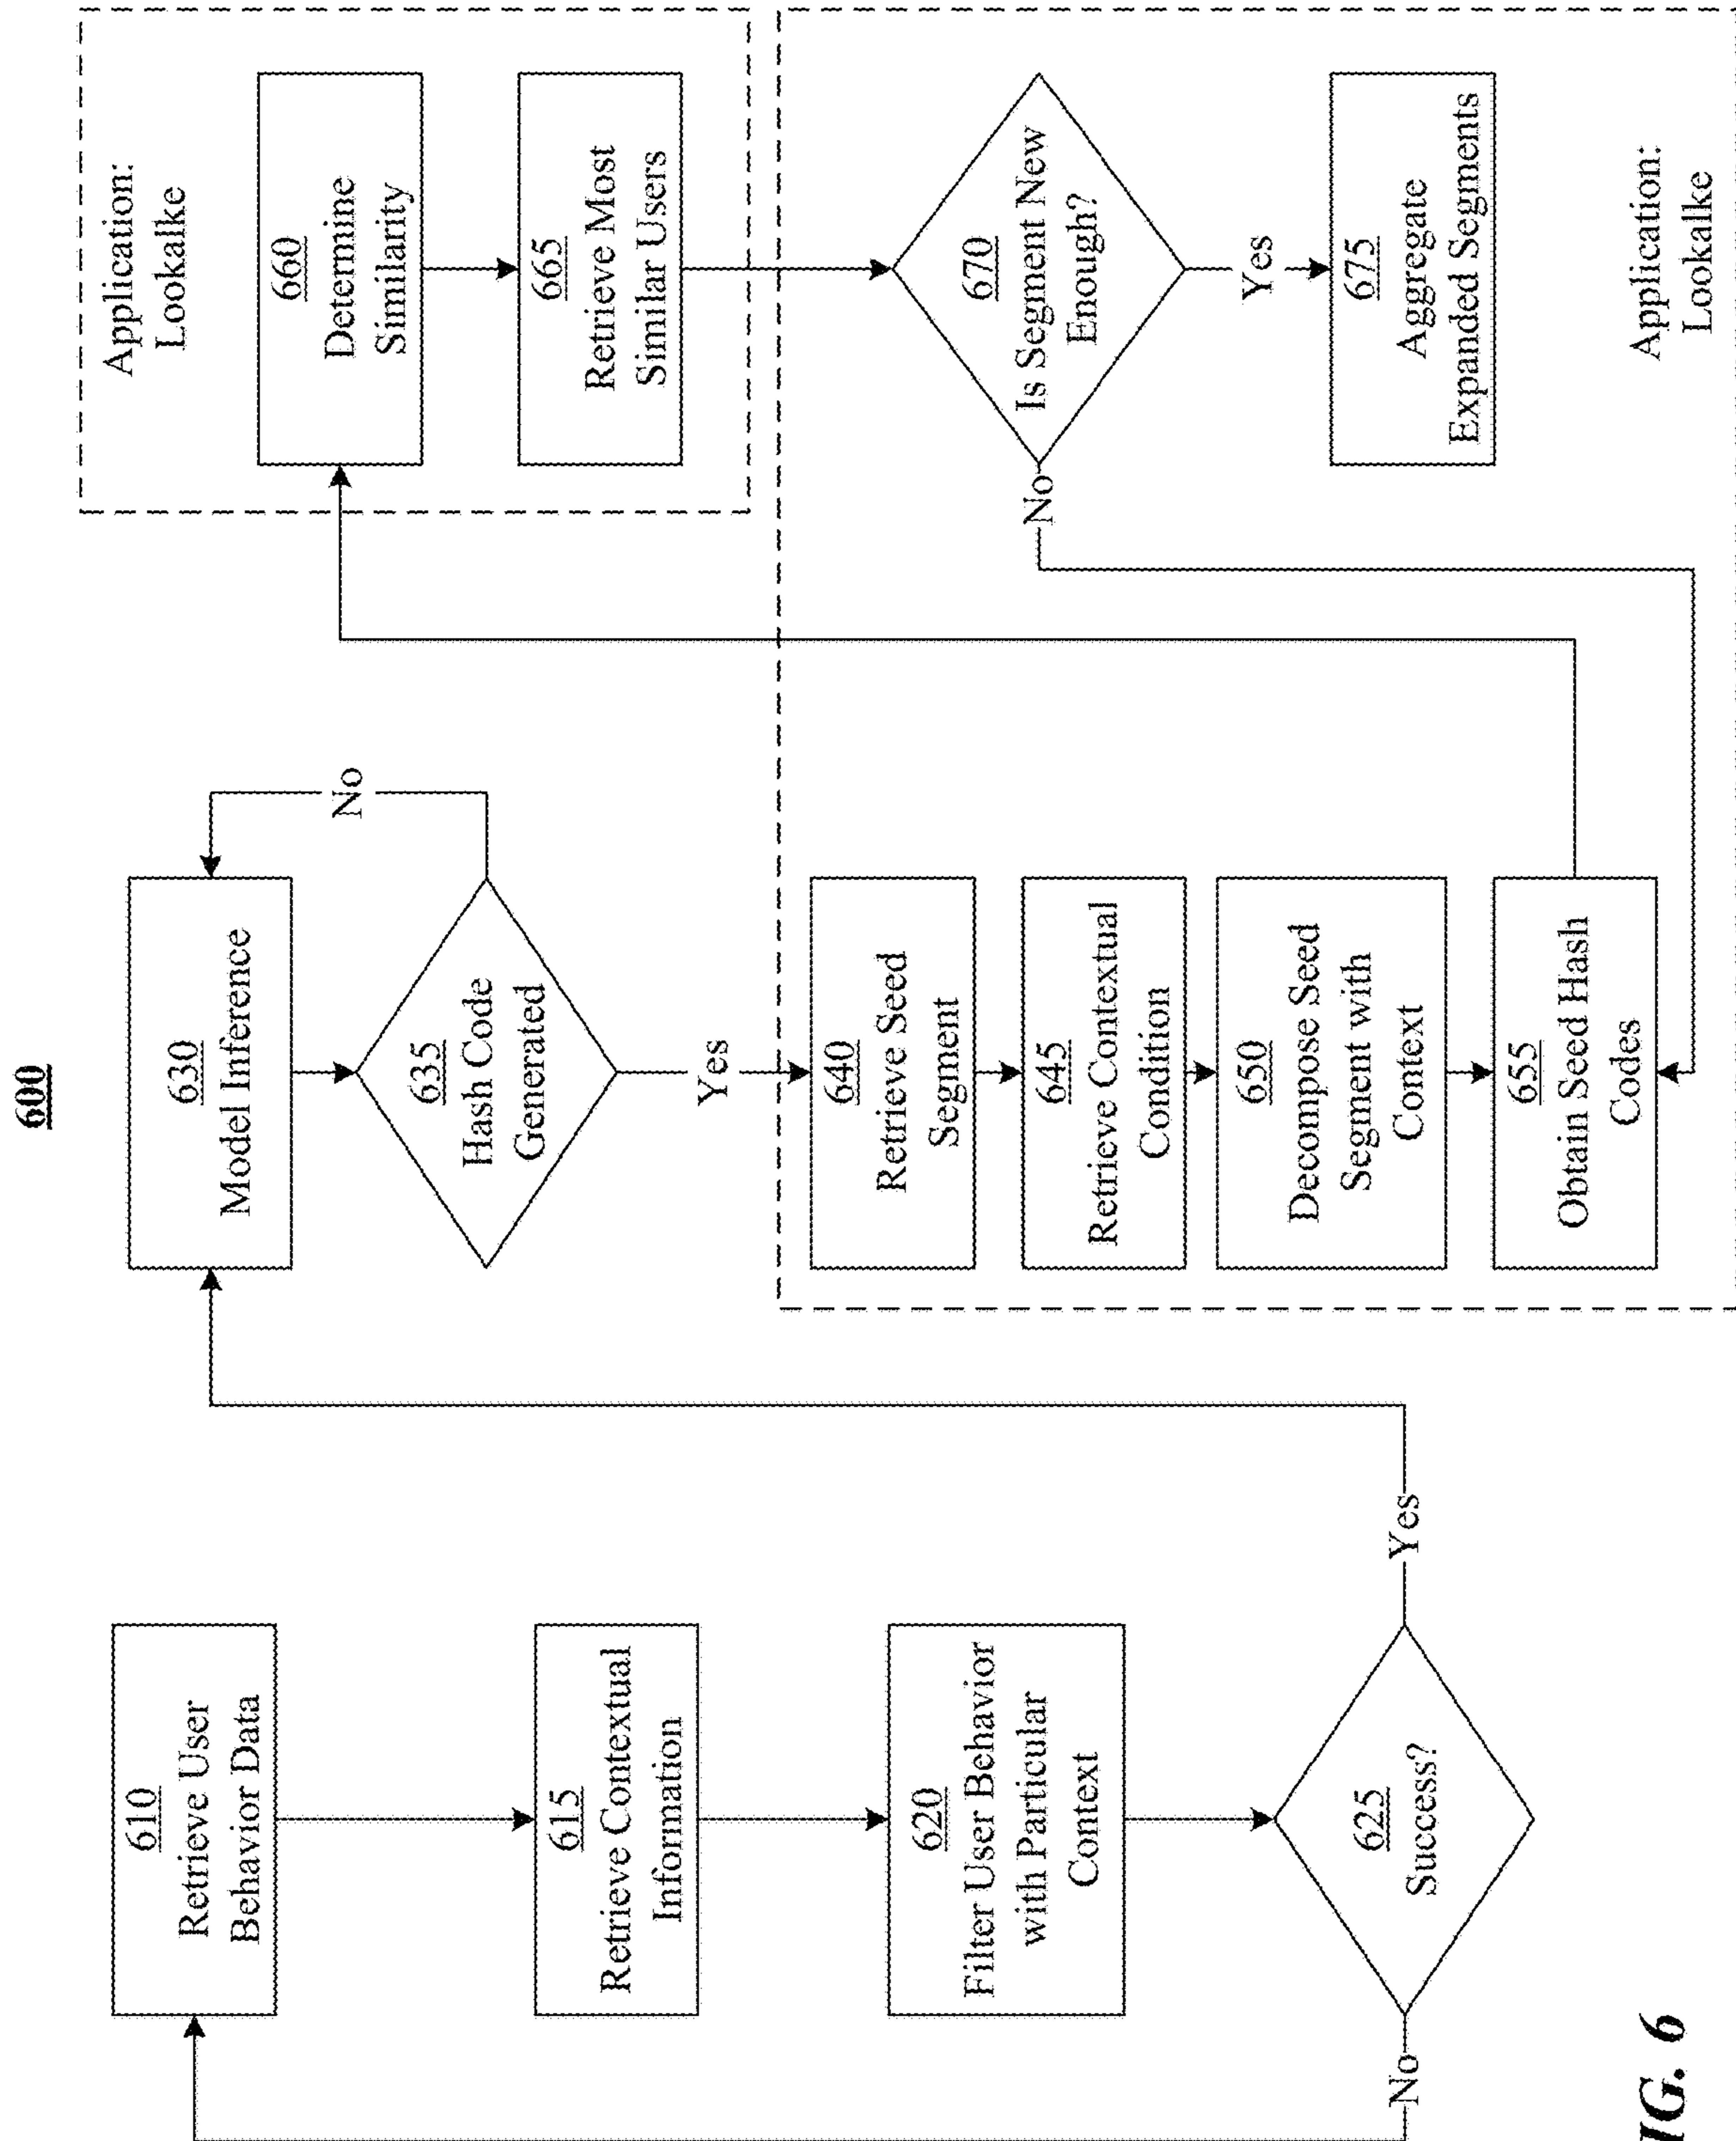 600
610
Retrieve User
Behavior Data
615
Retrieve Contextual
Information
620
Filter User Behavior
with Particular
Context
625
Success?
No
Yes
630
Model Inference
No
635
Hash Code
Generated
Yes
640
Retrieve Seed
Segment
645
Retrieve Contextual
Condition
650
Decompose Seed
Segment with
Context
655
Obtain Seed Hash
Codes
Application:
Lookalke
660
Determine
Similarity
665
Retrieve Most
Similar Users
670
Is Segment New
Enough?
No
Yes
675
Aggregate
Expanded Segments
Application:
Lookalke
IG. 6